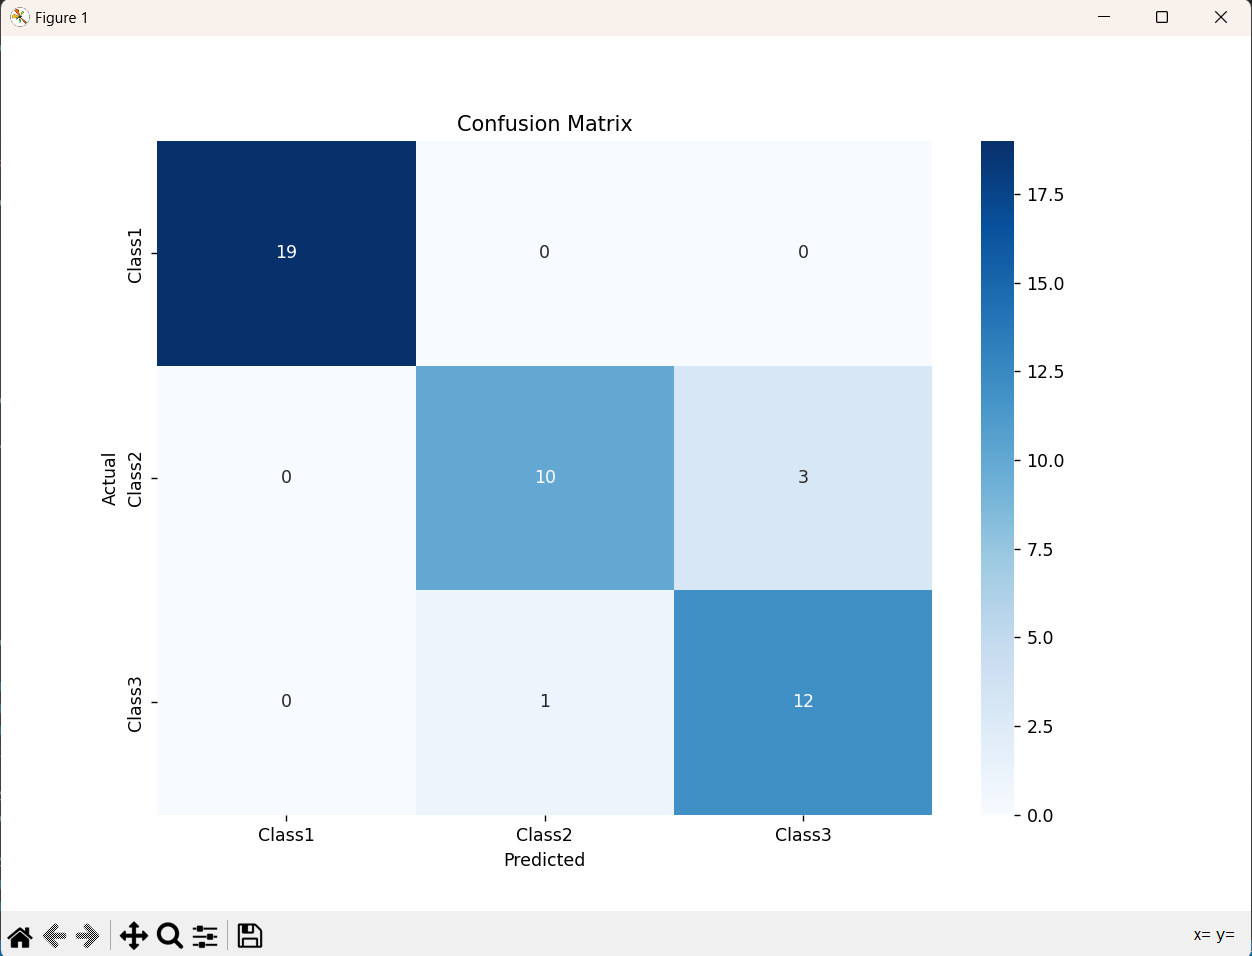 Figure 1
Confusion Matrix
Class1
19
0
0
17.5
15.0
12.5
Actual
Class2
0
10
3
10.0
7.5
5.0
Class3
0
1
12
2.5
0.0
Class1
Class2
Class3
Predicted
x= y=